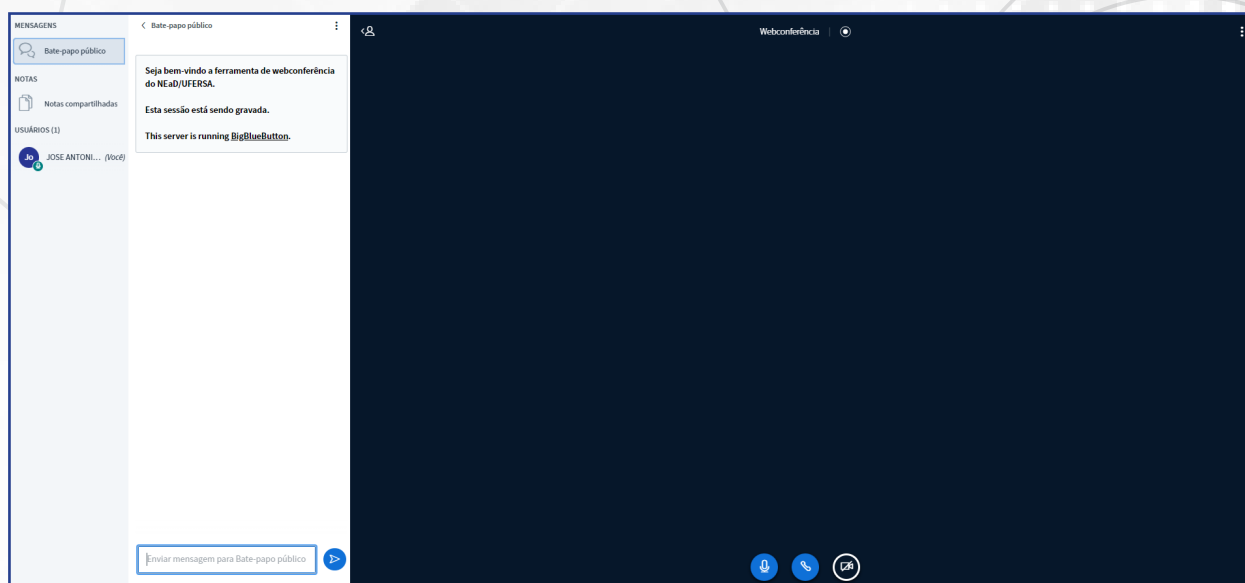 MENSAGENS
Bate-papo público
NOTAS
Notas compartilhadas
USUÁRIOS (1)
Jo
JOSE ANTONI... (Você)
Bate-papo público
Seja bem-vindo a ferramenta de webconferência
do NEaD/UFERSA.
Esta sessão está sendo gravada.
This server is running BigBlueButton.
Enviar mensagem para Bate-papo público
Webconferência